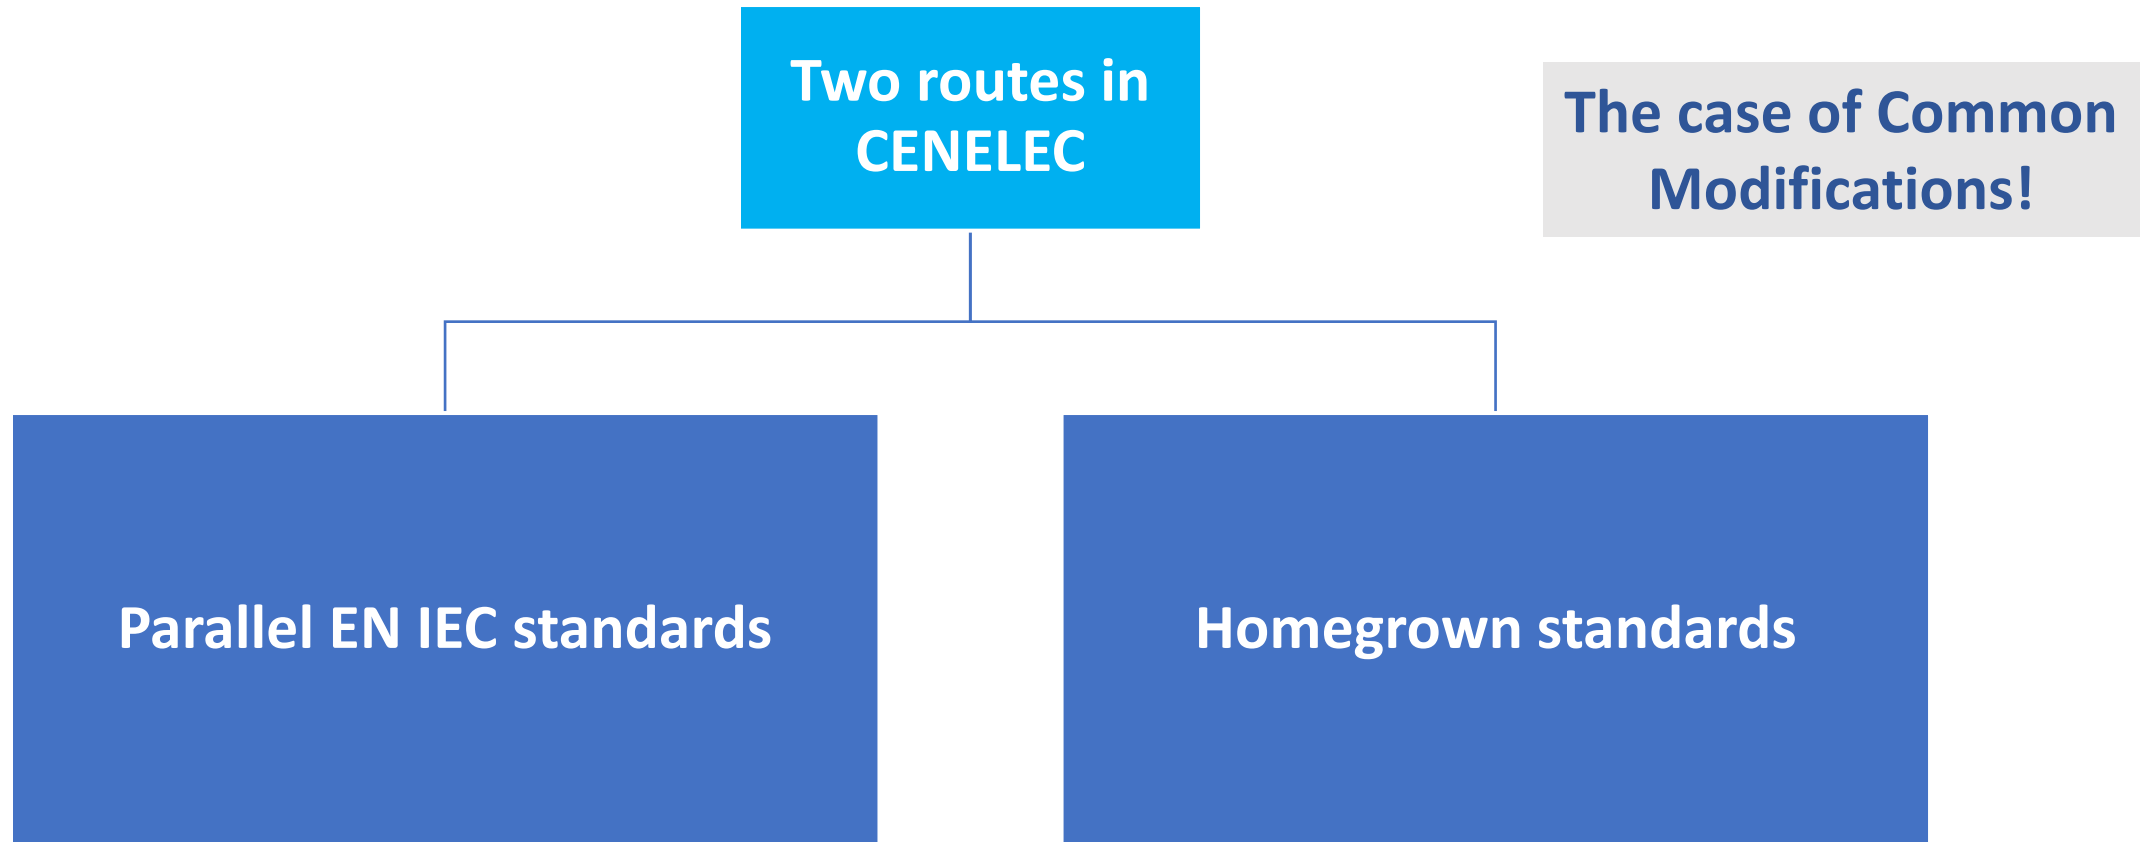 Two routes in
CENELEC
The case of Common
Modifications!
Parallel EN IEC standards
Homegrown standards